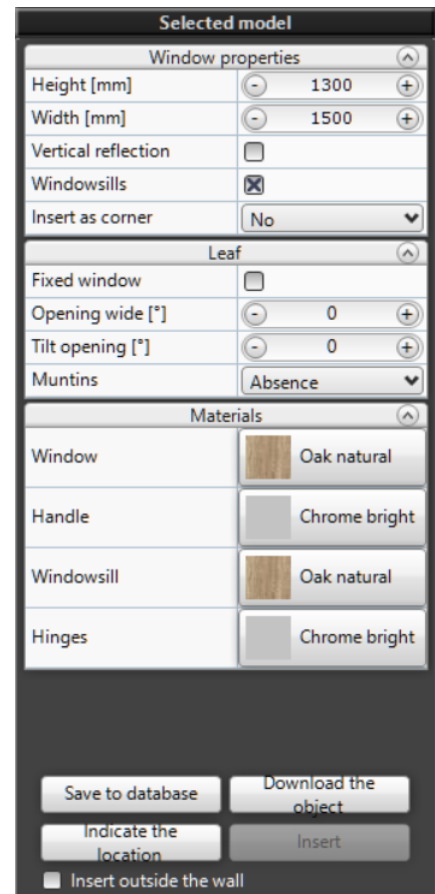 Selected model
Window properties
Height [mm] - 1300 +
Width [mm] - 1500 +
Vertical reflection
Windowsills
Insert as corner No
Leaf
Fixed window
Opening wide [°] - 0 +
Tilt opening [°] - 0 +
Muntins Absence
Materials
Window Oak natural
Handle Chrome bright
Windowsill Oak natural
Hinges Chrome bright
Save to database
Download the
object
Indicate the
location
Insert
Insert outside the wall